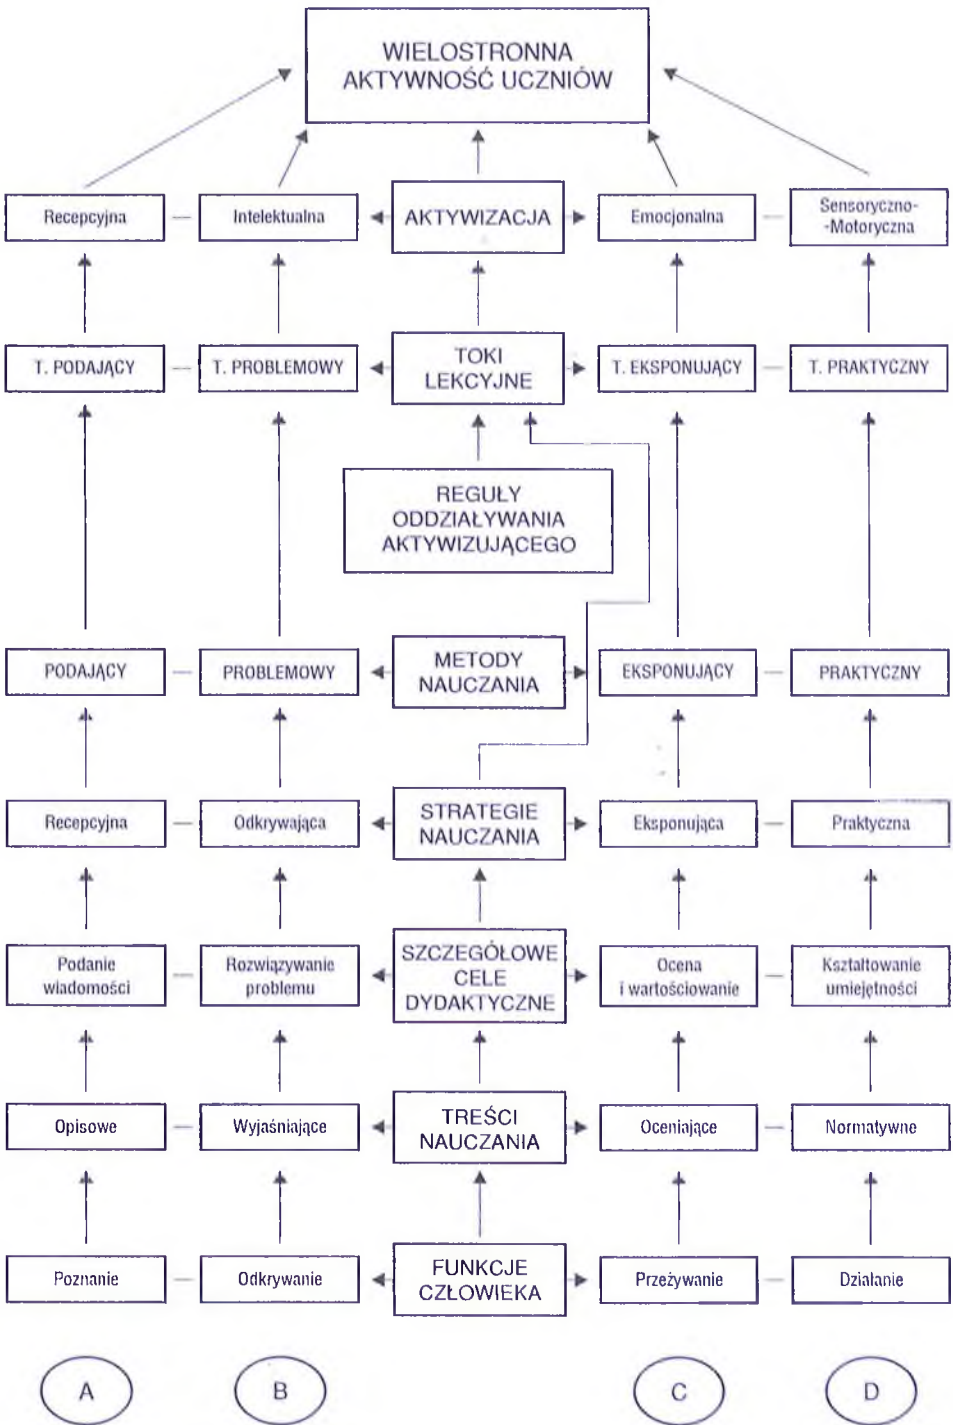 WIELOSTRONNA
AKTYWNOŚĆ UCZNIÓW
Recepcyjna
Intelektualna
AKTYWIZACJA
Emocjonalna
Sensoryczno-
-Motoryczna
T. PODAJĄCY
T. PROBLEMOWY
TOKI
LEKCYJNE
T. EKSPONUJĄCY
T. PRAKTYCZNY
REGUŁY
ODDZIAŁYWANIA
AKTYWIZUJĄCEGO
PODAJĄCY
PROBLEMOWY
METODY
NAUCZANIA
EKSPONUJĄCY
PRAKTYCZNY
Recepcyjna
Odkrywająca
STRATEGIE
NAUCZANIA
Eksponująca
Praktyczna
Podanie
wiadomości
Rozwiązywanie
problemu
SZCZEGÓŁOWE
CELE
DYDAKTYCZNE
Ocena
i wartościowanie
Kształtowanie
umiejętności
Opisowe
Wyjaśniające
TREŚCI
NAUCZANIA
Oceniające
Normatywne
Poznanie
Odkrywanie
FUNKCJE
CZŁOWIEKA
Przeżywanie
Działanie
A
B
C
D